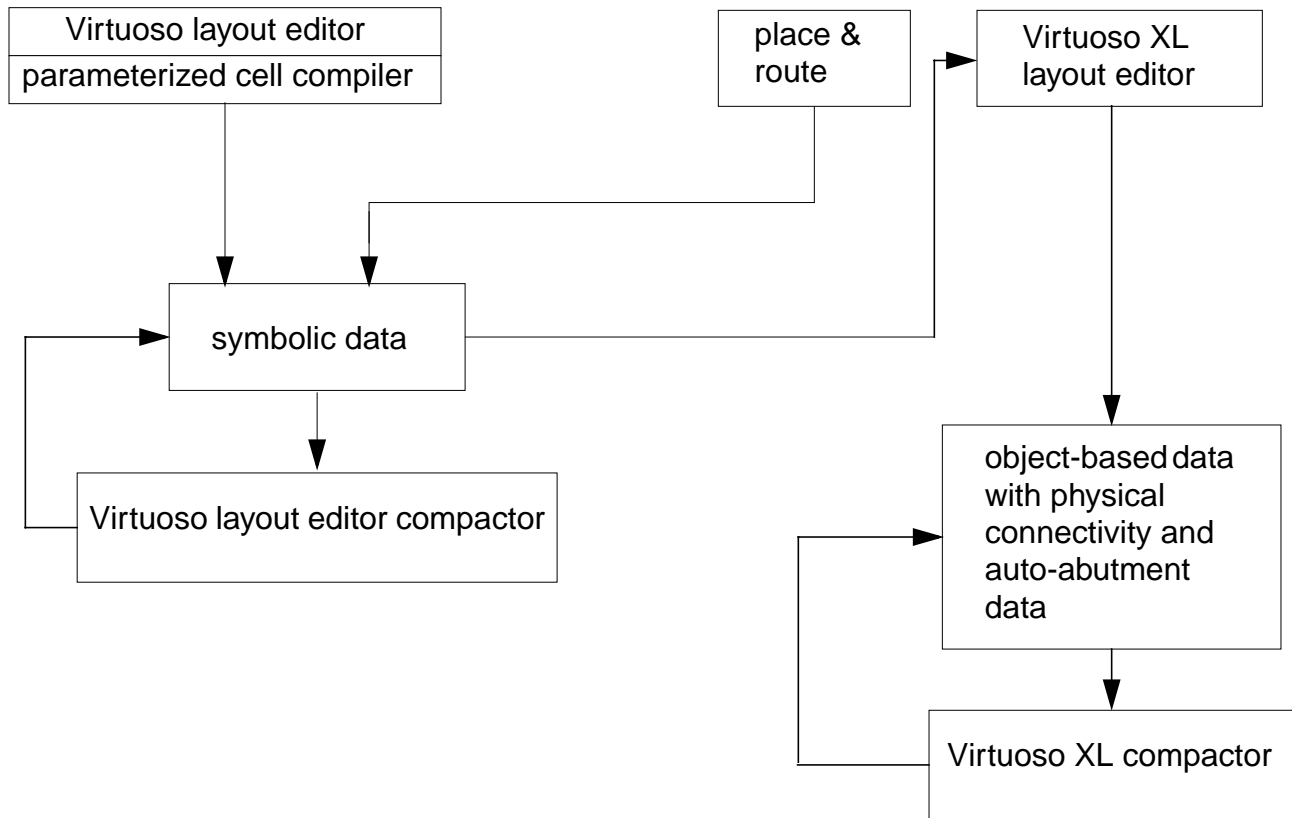 Virtuoso layout editor
parameterized cell compiler
place &
route
Virtuoso XL
layout editor
symbolic data
Virtuoso layout editor compactor
object-based data
with physical
connectivity and
auto-abutment
data
Virtuoso XL compactor